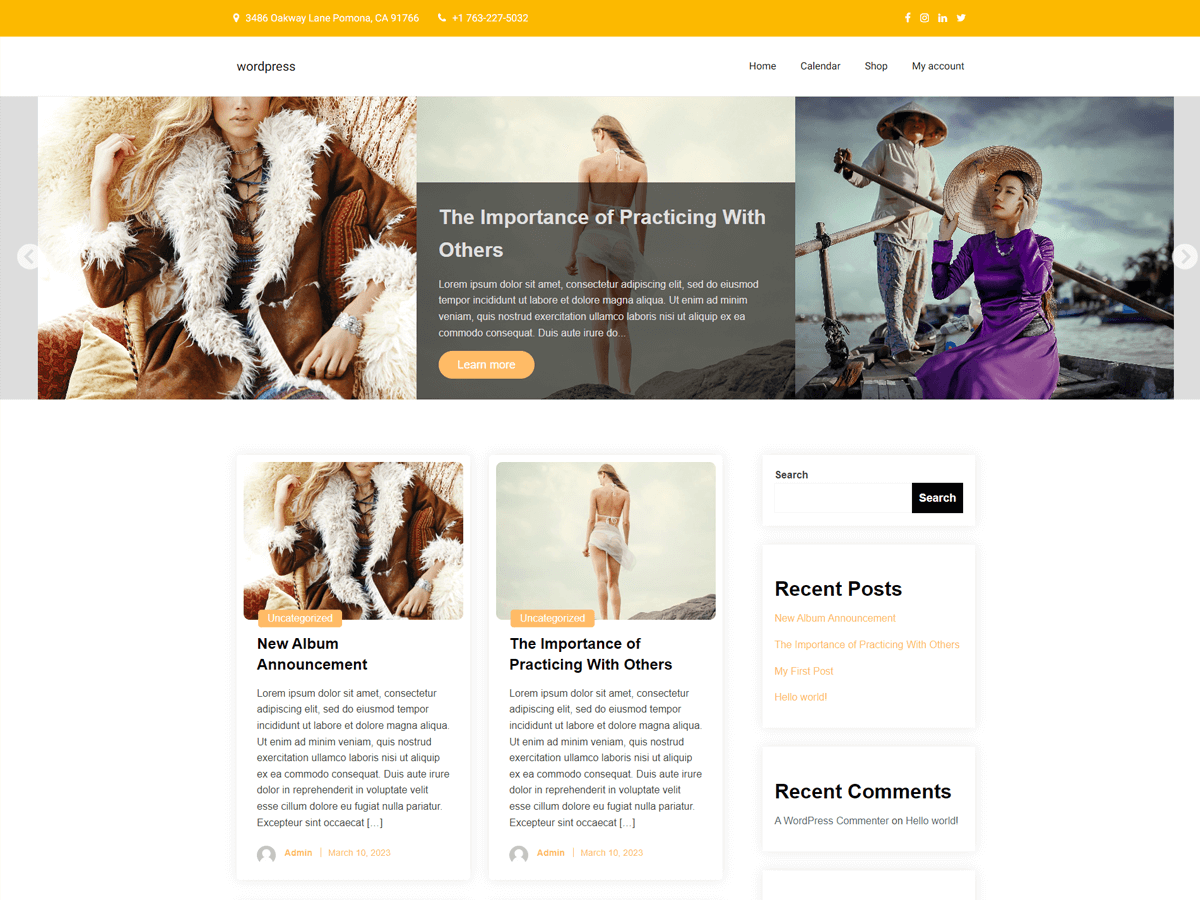 3486 Oakway Lane Pomona, CA 91766 +1 763-227-5032
wordpress
Home Calendar Shop My account
The Importance of Practicing With
Others
Lorem ipsum dolor sit amet, consectetur adipiscing elit, sed do eiusmod
tempor incididunt ut labore et dolore magna aliqua. Ut enim ad minim
veniam, quis nostrud exercitation ullamco laboris nisi ut aliquip ex ea
commodo consequat. Duis aute irure do...
Learn more
Uncategorized
New Album
Announcement
Lorem ipsum dolor sit amet, consectetur
adipiscing elit, sed do eiusmod tempor
incididunt ut labore et dolore magna aliqua.
Ut enim ad minim veniam, quis nostrud
exercitation ullamco laboris nisi ut aliquip
ex ea commodo consequat. Duis aute irure
dolor in reprehenderit in voluptate velit
esse cillum dolore eu fugiat nulla pariatur.
Excepteur sint occaecat […]
Admin | March 10, 2023
Uncategorized
The Importance of
Practicing With Others
Lorem ipsum dolor sit amet, consectetur
adipiscing elit, sed do eiusmod tempor
incididunt ut labore et dolore magna aliqua.
Ut enim ad minim veniam, quis nostrud
exercitation ullamco laboris nisi ut aliquip
ex ea commodo consequat. Duis aute irure
dolor in reprehenderit in voluptate velit
esse cillum dolore eu fugiat nulla pariatur.
Excepteur sint occaecat […]
Admin | March 10, 2023
Search
Search
Recent Posts
New Album Announcement
The Importance of Practicing With Others
My First Post
Hello world!
Recent Comments
A WordPress Commenter on Hello world!